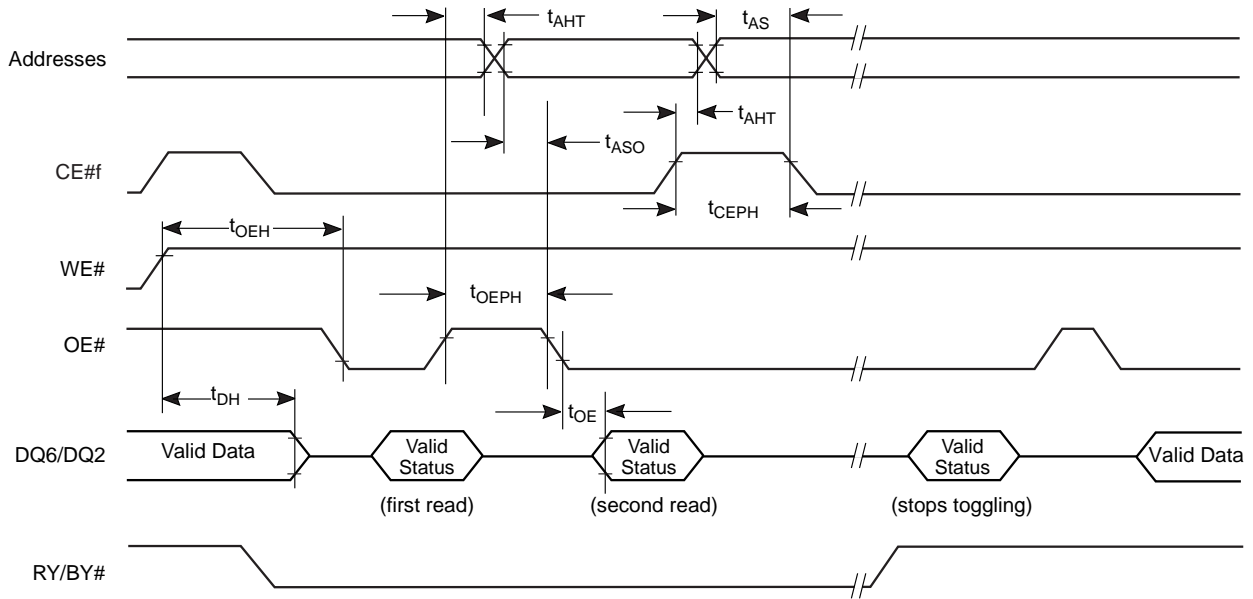 tAHT
tAS
Addresses
tAHT
tASO
CE#f
tCEPH
tOEH
WE#
tOEPH
OE#
tDH
tOE
DQ6/DQ2
Valid Data
Valid
Status
Valid
Status
Valid
Status
Valid Data
(first read)
(second read)
(stops toggling)
RY/BY#